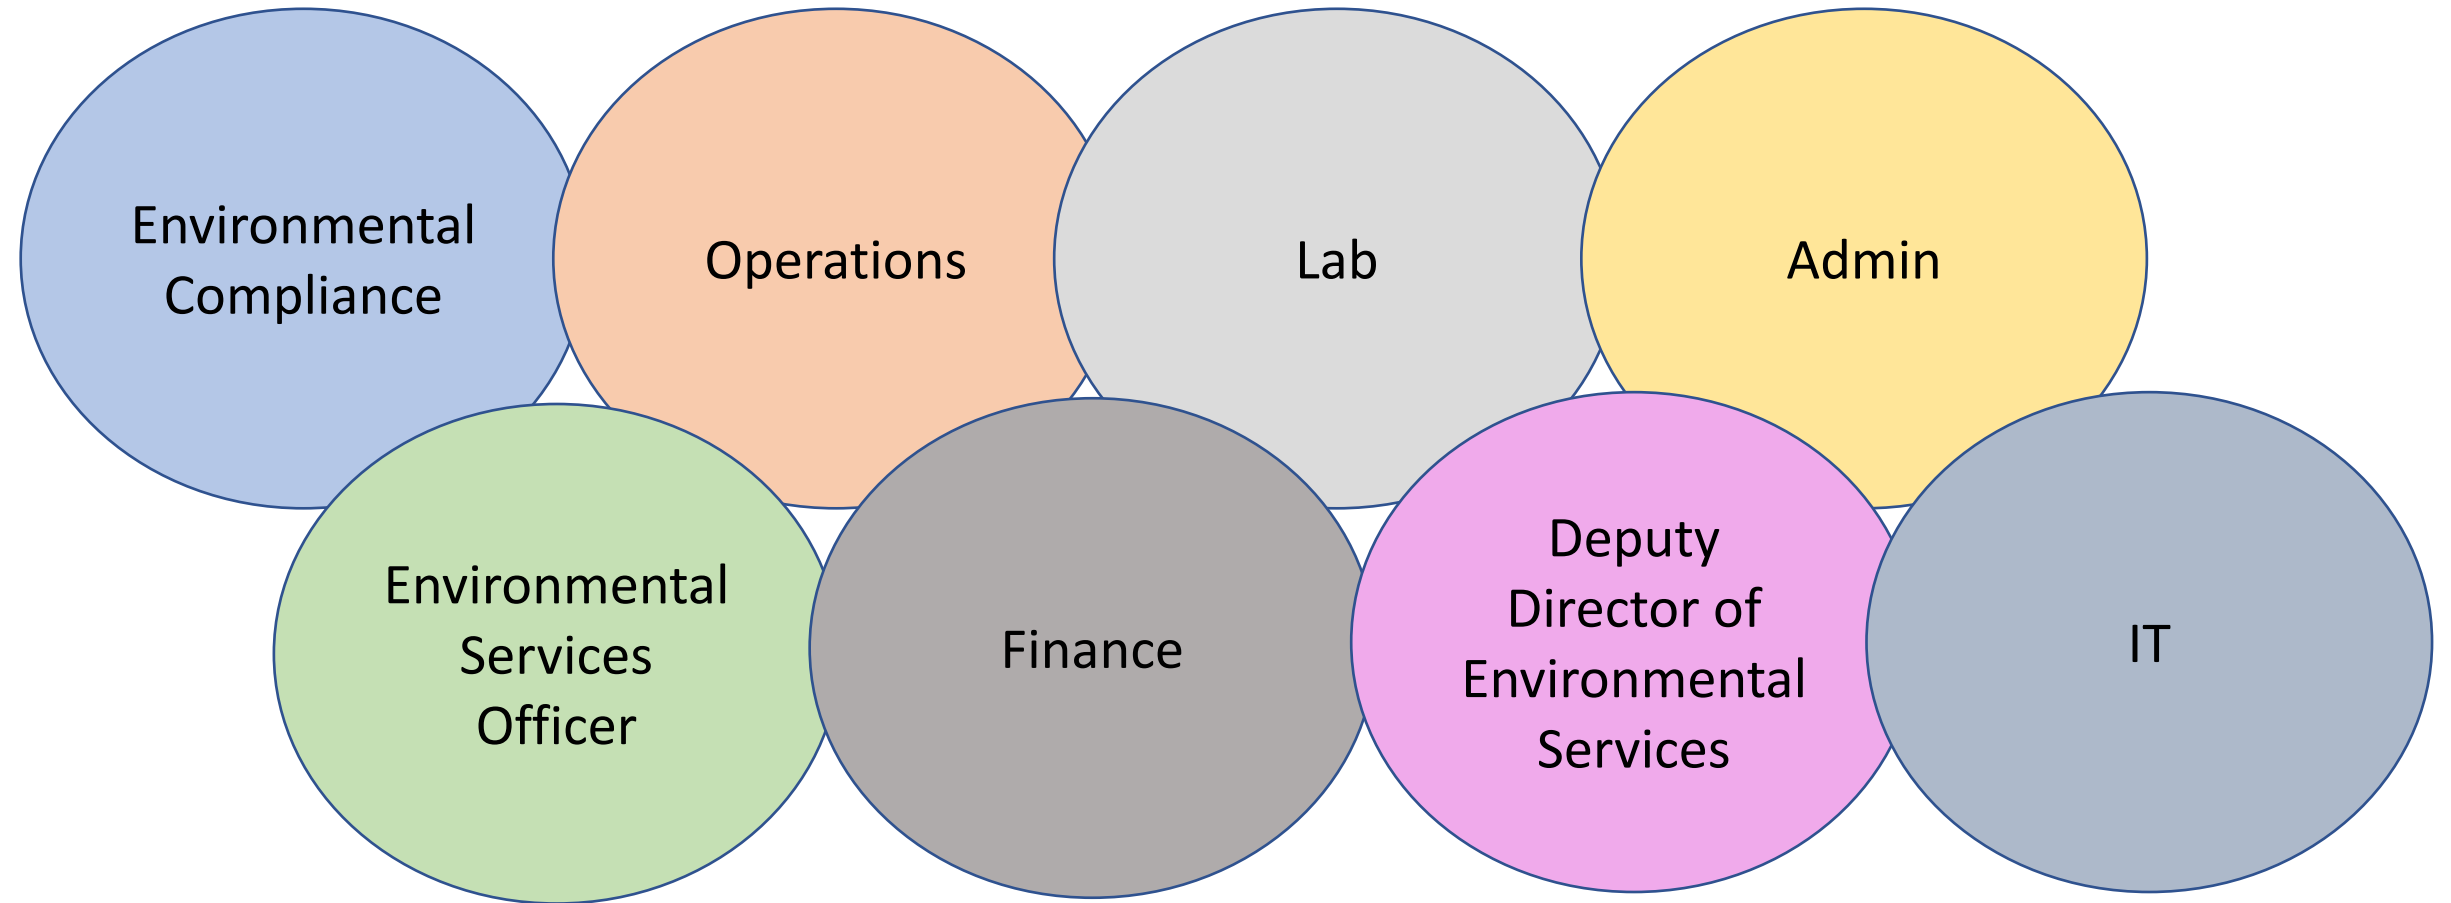 Environmental
Compliance
Operations
Lab
Admin
Environmental
Services
Officer
Finance
Deputy
Director of
Environmental
Services
IT